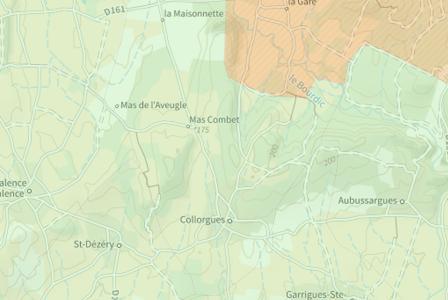 la Gare
D161
la Maisonnette
le Bourdic
Mas de l'Aveugle
Mas Combet
175
200
200
alence
lence
Aubussargues
Collorgues
St-Dézéry
Garrigues-Ste-
D